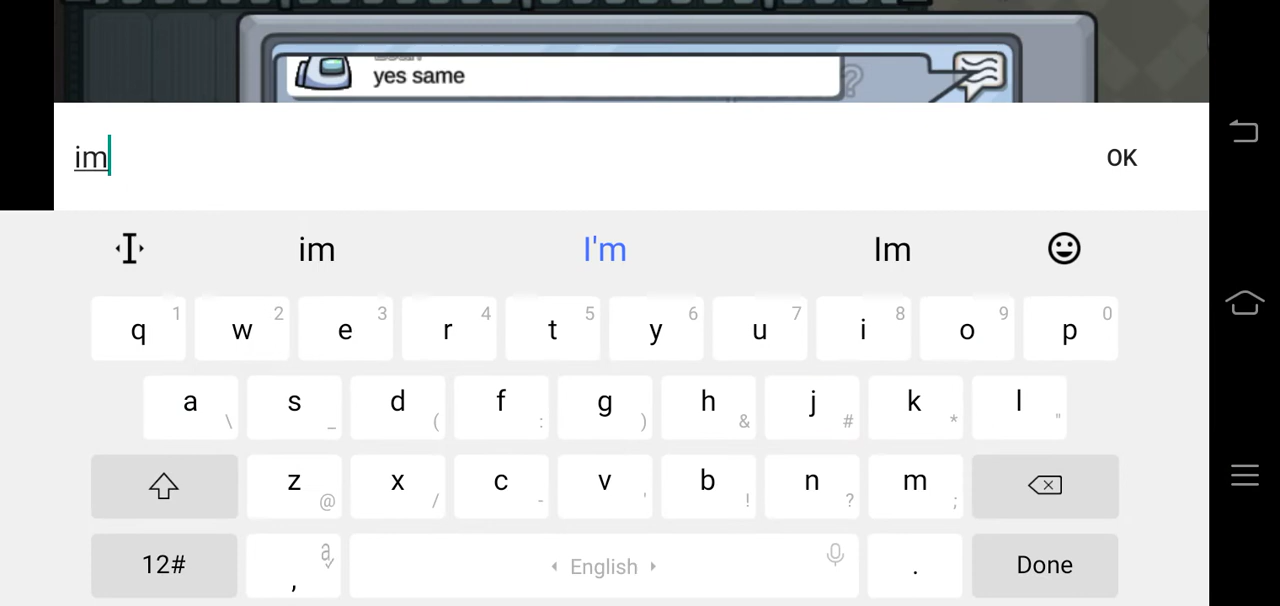 yes same
im
OK
im I'm Im
q 1 w 2 e 3 r 4 t 5 y 6 u 7 i 8 o 9 p 0
a \ s _ d ( f : g ) h & j # k * l "
z @ x / c - v ' b ! n ? m ;
12# , a English . Done